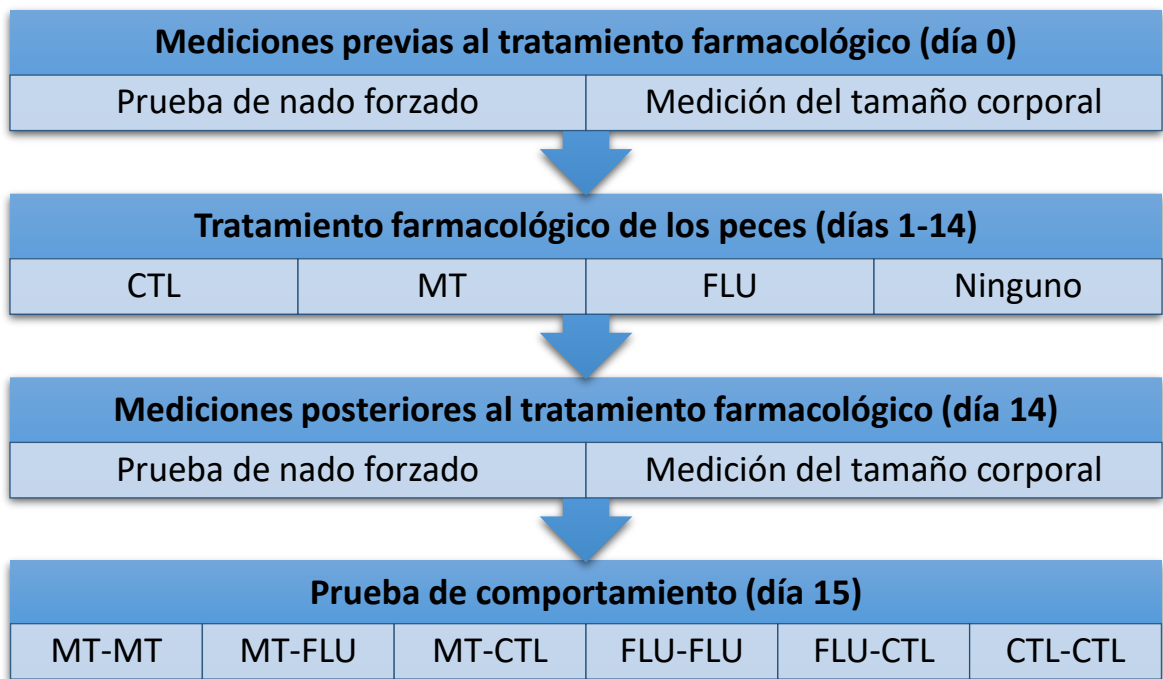 Mediciones previas al tratamiento farmacológico (día 0)
Prueba de nado forzado
Medición del tamaño corporal
Tratamiento farmacológico de los peces (días 1-14)
CTL
MT
FLU
Ninguno
Mediciones posteriores al tratamiento farmacológico (día 14)
Prueba de nado forzado
Medición del tamaño corporal
Prueba de comportamiento (día 15)
MT-MT
MT-FLU
MT-CTL
FLU-FLU
FLU-CTL
CTL-CTL